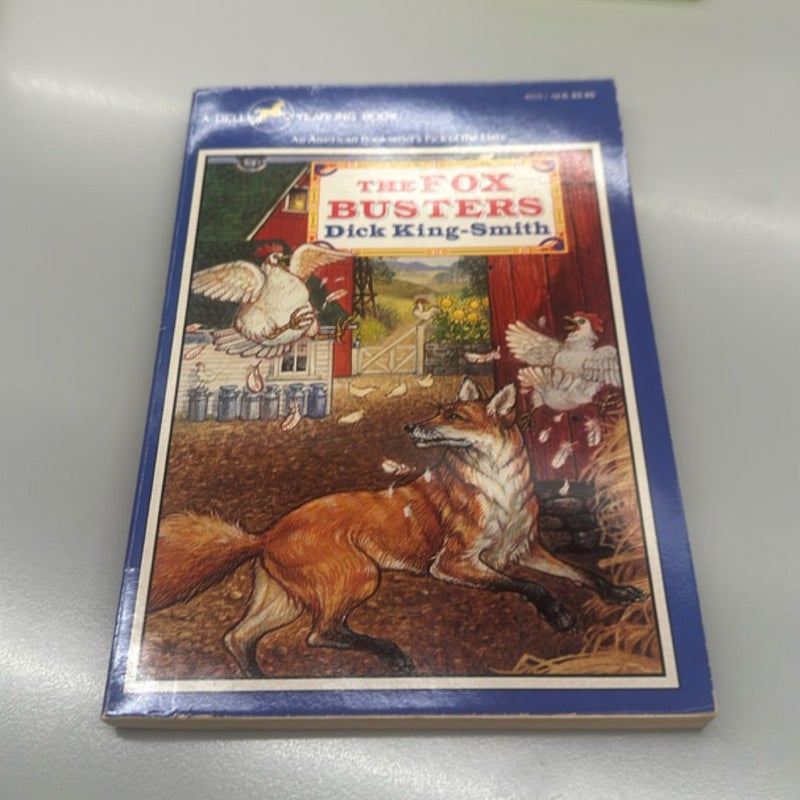 A DELL YEARLING BOOK
An American Bookseller's Pick of the Lists
THE FOX
BUSTERS
Dick King-Smith